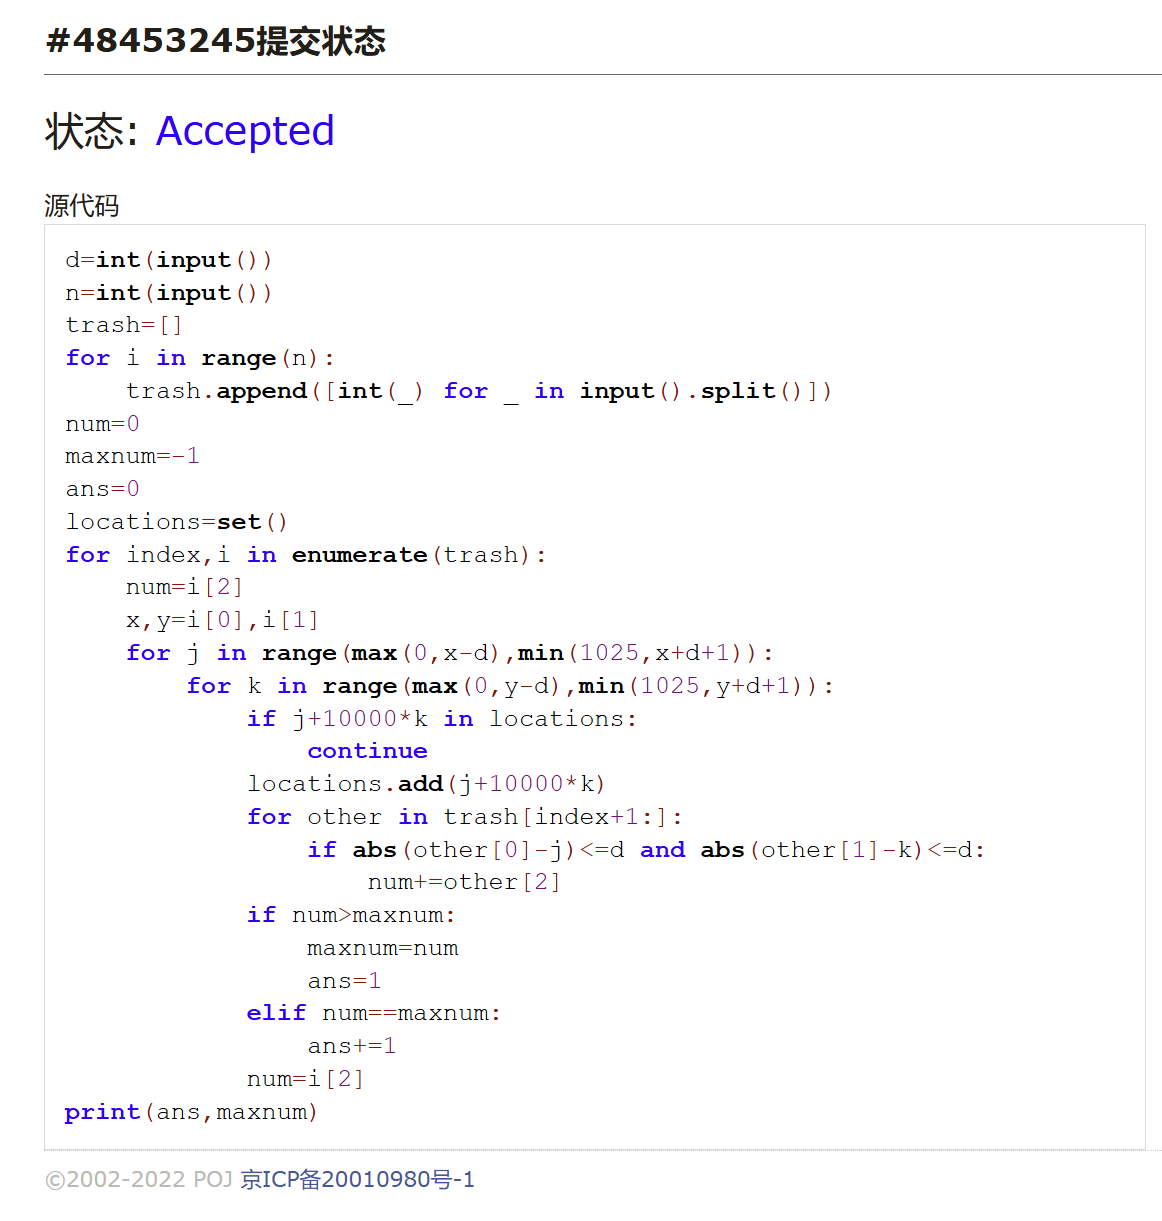 #48453245提交状态
状态: Accepted
源代码
d=int(input())
n=int(input())
trash=[]
for i in range(n):
    trash.append([int(_) for _ in input().split()])
num=0
maxnum=-1
ans=0
locations=set()
for index,i in enumerate(trash):
    num=i[2]
    x,y=i[0],i[1]
    for j in range(max(0,x-d),min(1025,x+d+1)):
        for k in range(max(0,y-d),min(1025,y+d+1)):
            if j+10000*k in locations:
                continue
            locations.add(j+10000*k)
            for other in trash[index+1:]:
                if abs(other[0]-j)<=d and abs(other[1]-k)<=d:
                    num+=other[2]
            if num>maxnum:
                maxnum=num
                ans=1
            elif num==maxnum:
                ans+=1
            num=i[2]
print(ans,maxnum)
©2002-2022 POJ 京ICP备20010980号-1